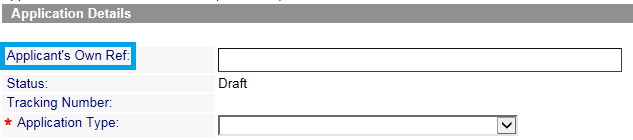 Application Details
Applicant's Own Ref:
Status: Draft
Tracking Number:
* Application Type: